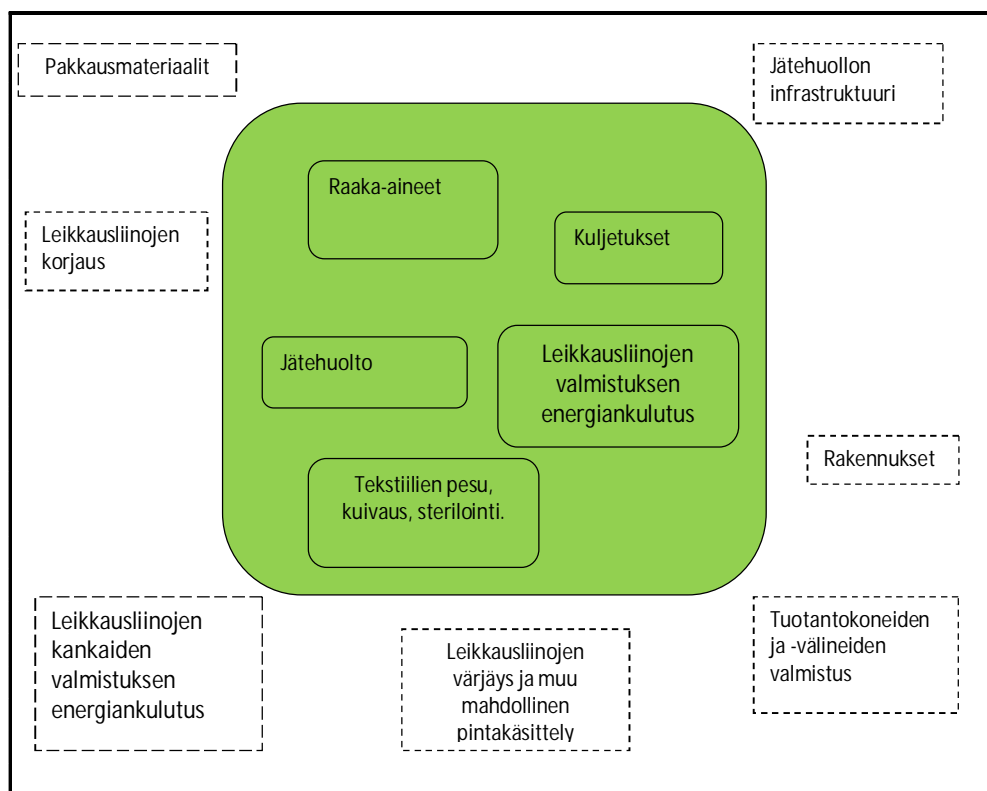 Pakkausmateriaalit
Jätehuollon
infrastruktuuri
Raaka-aineet
Leikkausliinojen
korjaus
Kuljetukset
Jätehuolto
Leikkausliinojen
valmistuksen
energiankulutus
Rakennukset
Tekstiilien pesu,
kuivaus, sterilointi.
Leikkausliinojen
kankaiden
valmistuksen
energiankulutus
Leikkausliinojen
värjäys ja muu
mahdollinen
pintakäsittely
Tuotantokoneiden
ja -välineiden
valmistus